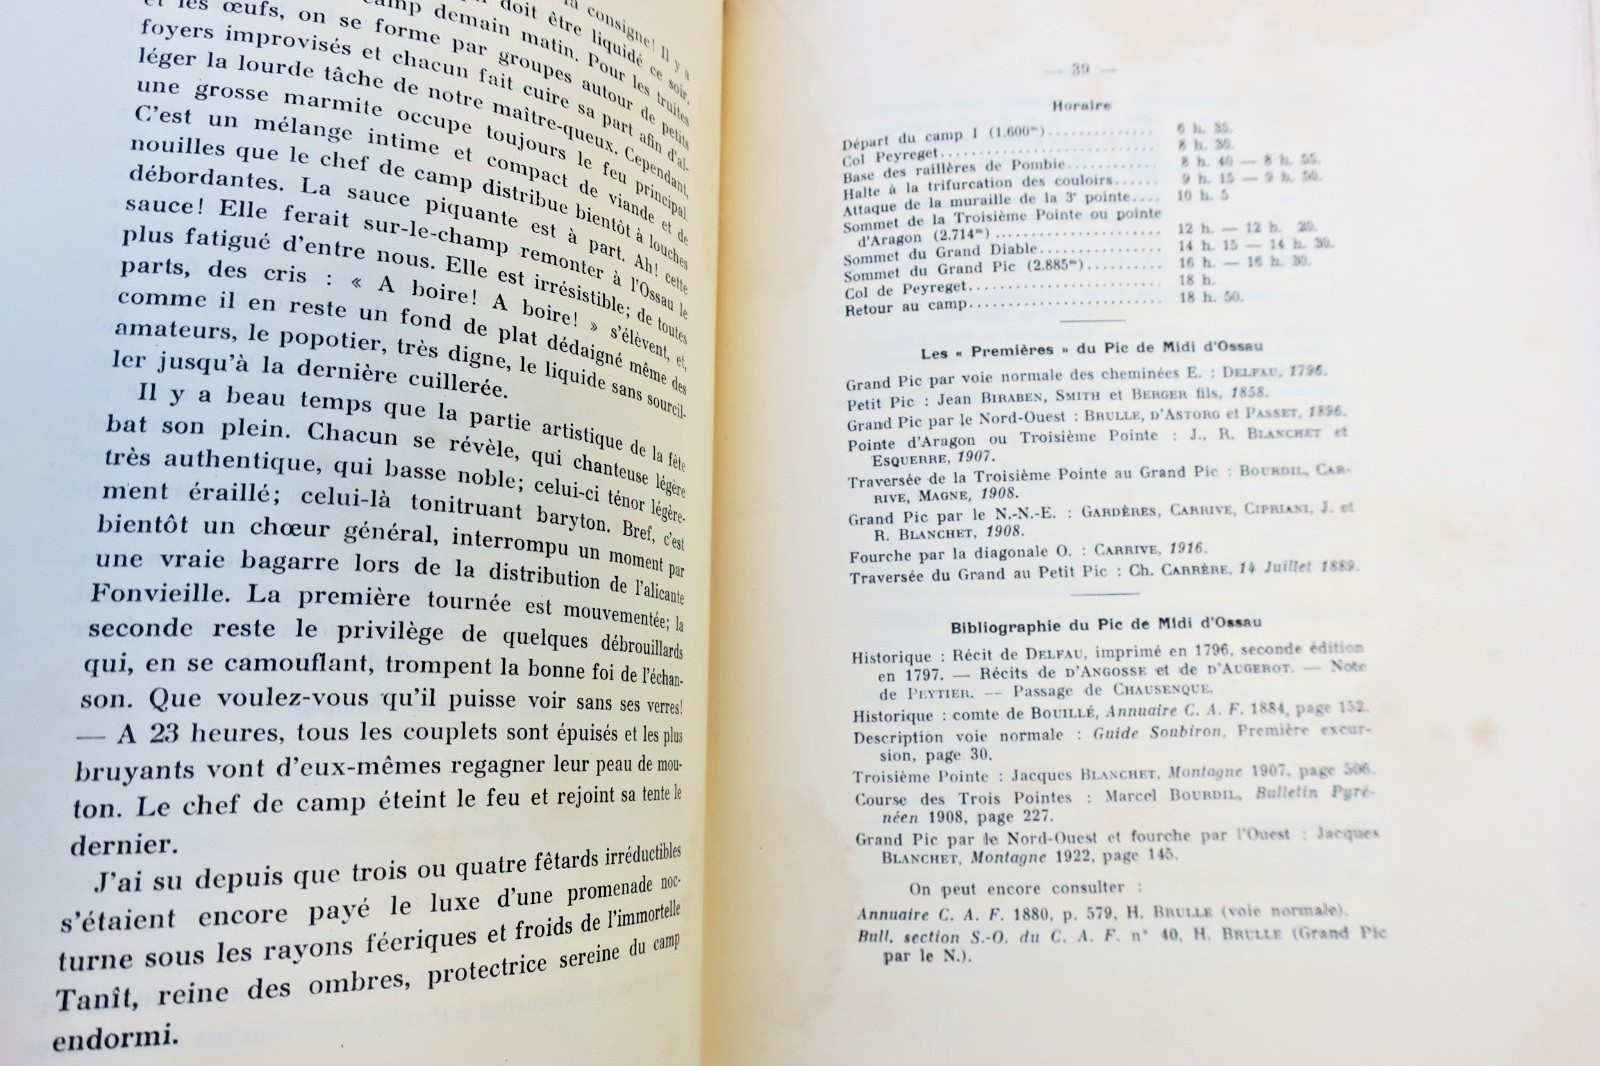 la consigne! Il y a
doit être liquidé ce soir,
camp demain matin. Pour les truites
et les œufs, on se forme par groupes autour de petits
foyers improvisés et chacun fait cuire sa part afin d'al-
léger la lourde tâche de notre maître-queux. Cependant,
une grosse marmite occupe toujours le feu principal.
C'est un mélange intime et compact de viande et de
nouilles que le chef de camp distribue bientôt à louches
débordantes. La sauce piquante est à part. Ah! cette
sauce! Elle ferait sur-le-champ remonter à l'Ossau le
plus fatigué d'entre nous. Elle est irrésistible; de toutes
parts, des cris : « A boire! A boire! » s'élèvent, et,
comme il en reste un fond de plat dédaigné même des
amateurs, le popotier, très digne, le liquide sans sourcil-
ler jusqu'à la dernière cuillerée.
Il y a beau temps que la partie artistique de la fête
bat son plein. Chacun se révèle, qui chanteuse légère
très authentique, qui basse noble; celui-ci ténor légère-
ment éraillé; celui-là tonitruant baryton. Bref, c'est
bientôt un chœur général, interrompu un moment par
une vraie bagarre lors de la distribution de l'alicante
Fonvieille. La première tournée est mouvementée; la
seconde reste le privilège de quelques débrouillards
qui, en se camouflant, trompent la bonne foi de l'échan-
son. Que voulez-vous qu'il puisse voir sans ses verres!
— A 23 heures, tous les couplets sont épuisés et les plus
bruyants vont d'eux-mêmes regagner leur peau de mou-
ton. Le chef de camp éteint le feu et rejoint sa tente le
dernier.
J'ai su depuis que trois ou quatre fêtards irréductibles
s'étaient encore payé le luxe d'une promenade noc-
turne sous les rayons féeriques et froids de l'immortelle
Tanît, reine des ombres, protectrice sereine du camp
endormi.
— 39 —
Horaire
Départ du camp I (1.600m).............. 6 h. 35.
Col Peyreget............................ 8 h. 30.
Base des raillères de Pombie............ 8 h. 40 — 8 h. 55.
Halte à la trifurcation des couloirs...... 9 h. 15 — 9 h. 50.
Attaque de la muraille de la 3e pointe.... 10 h. 5
Sommet de la Troisième Pointe ou pointe
d'Aragon (2.714m)...................... 12 h. — 12 h. 20.
Sommet du Grand Diable................ 14 h. 15 — 14 h. 30.
Sommet du Grand Pic (2.885m).......... 16 h. — 16 h. 30.
Col de Peyreget......................... 18 h.
Retour au camp......................... 18 h. 50.
Les « Premières » du Pic de Midi d'Ossau
Grand Pic par voie normale des cheminées E. : DELFAU, 1796.
Petit Pic : Jean BIRABEN, SMITH et BERGER fils, 1858.
Grand Pic par le Nord-Ouest : BRULLE, D'ASTORG et PASSET, 1896.
Pointe d'Aragon ou Troisième Pointe : J., R. BLANCHET et
ESQUERRE, 1907.
Traversée de la Troisième Pointe au Grand Pic : BOURDIL, CAR-
RIVE, MAGNE, 1908.
Grand Pic par le N.-N.-E. : GARDÈRES, CARRIVE, CIPRIANI, J. et
R. BLANCHET, 1908.
Fourche par la diagonale O. : CARRIVE, 1916.
Traversée du Grand au Petit Pic : Ch. CARRÈRE, 14 Juillet 1889.
Bibliographie du Pic de Midi d'Ossau
Historique : Récit de DELFAU, imprimé en 1796, seconde édition
en 1797. — Récits de D'ANGOSSE et de D'AUGEROT. — Note
de PEYTIER. — Passage de CHAUSENQUE.
Historique : comte de BOUILLÉ, Annuaire C. A. F. 1884, page 152.
Description voie normale : Guide Soubiron, Première excur-
sion, page 30.
Troisième Pointe : Jacques BLANCHET, Montagne 1907, page 506.
Course des Trois Pointes : Marcel BOURDIL, Bulletin Pyré-
néen 1908, page 227.
Grand Pic par le Nord-Ouest et fourche par l'Ouest : Jacques
BLANCHET, Montagne 1922, page 145.
On peut encore consulter :
Annuaire C. A. F. 1880, p. 579, H. BRULLE (voie normale).
Bull. section S.-O. du C. A. F. n° 40, H. BRULLE (Grand Pic
par le N.).